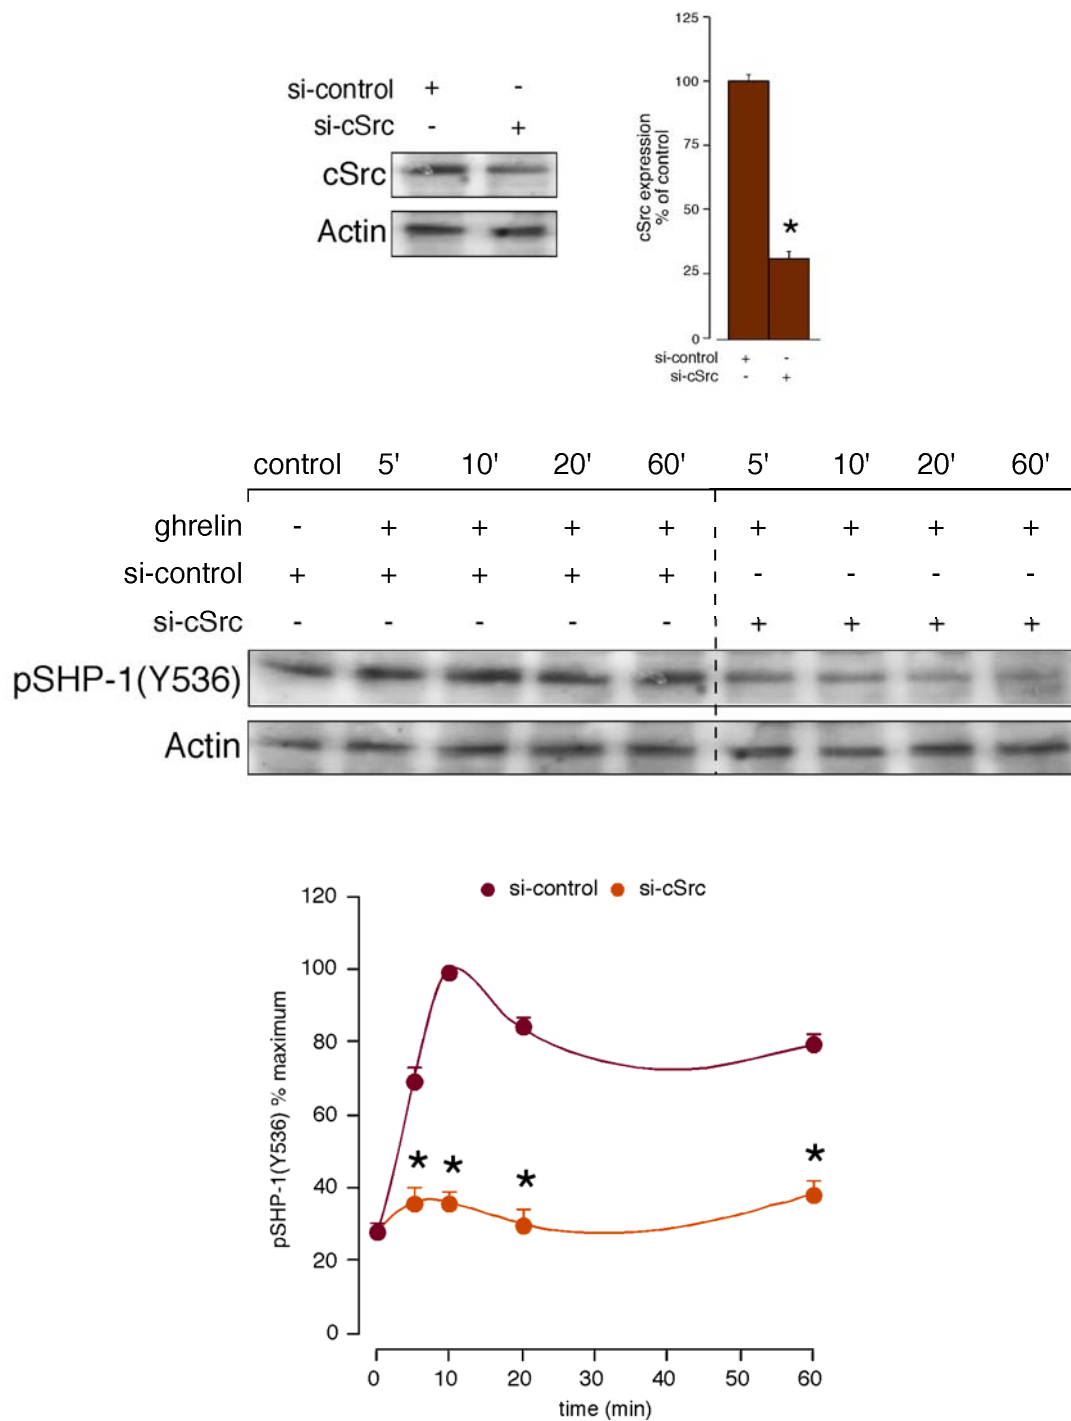 si-control + -
si-cSrc - +
cSrc
Actin
125
100
75
50
25
0
cSrc expression
% of control
*
si-control + -
si-cSrc - +
control 5' 10' 20' 60' 5' 10' 20' 60'
ghrelin - + + + + + + + +
si-control + + + + + - - - -
si-cSrc - - - - - + + + +
pSHP-1(Y536)
Actin
si-control si-cSrc
120
100
80
60
40
20
0
pSHP-1(Y536) % maximum
* * * *
0 10 20 30 40 50 60
time (min)